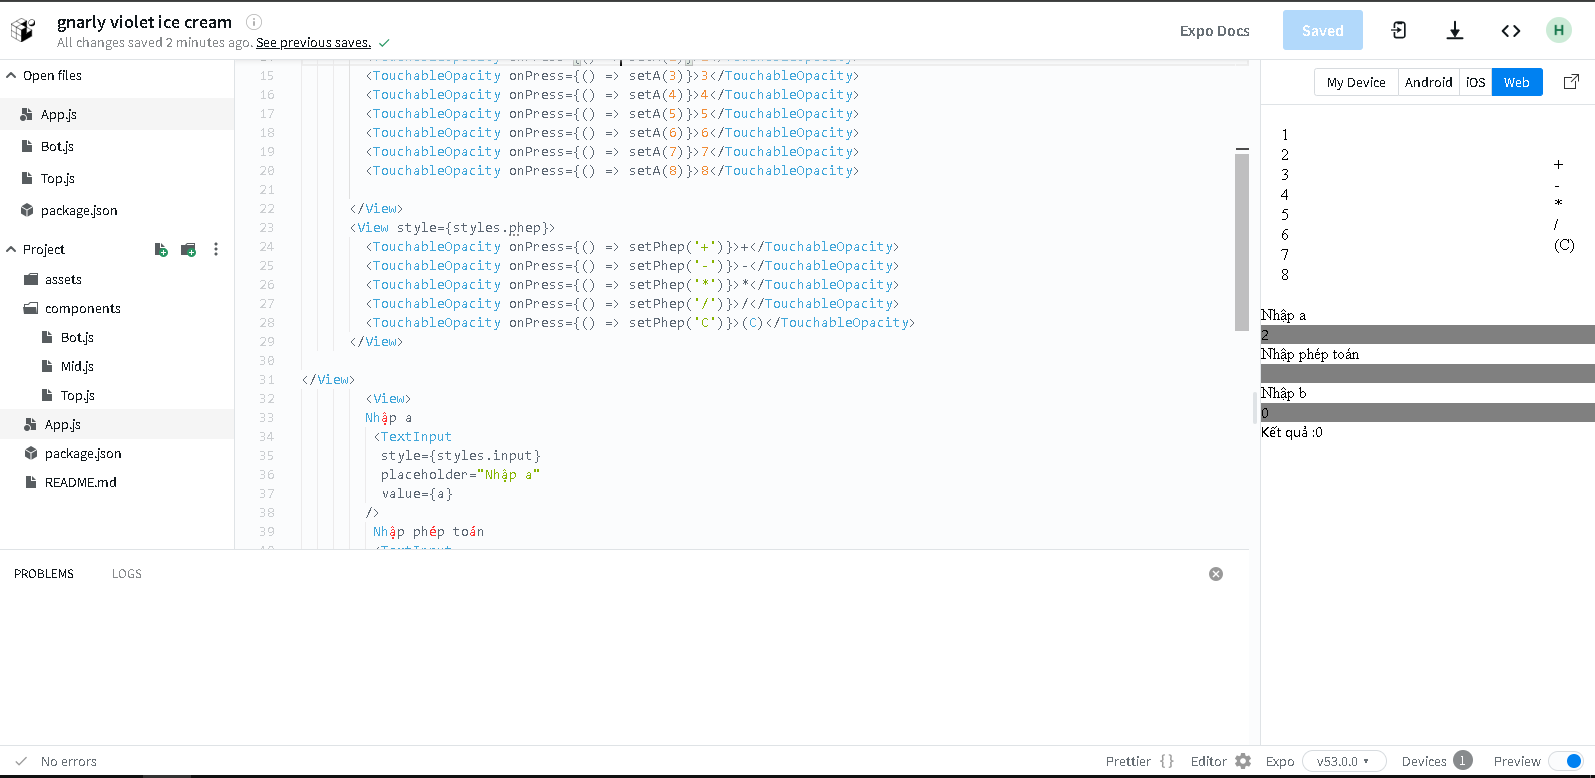 gnarly violet ice cream
All changes saved 2 minutes ago. See previous saves.
Expo Docs
Saved
H
Open files
App.js
Bot.js
Top.js
package.json
Project
assets
components
Bot.js
Mid.js
Top.js
App.js
package.json
README.md
15 <TouchableOpacity onPress={() => setA(3)}>3</TouchableOpacity>
16 <TouchableOpacity onPress={() => setA(4)}>4</TouchableOpacity>
17 <TouchableOpacity onPress={() => setA(5)}>5</TouchableOpacity>
18 <TouchableOpacity onPress={() => setA(6)}>6</TouchableOpacity>
19 <TouchableOpacity onPress={() => setA(7)}>7</TouchableOpacity>
20 <TouchableOpacity onPress={() => setA(8)}>8</TouchableOpacity>
21
22 </View>
23 <View style={styles.phep}>
24 <TouchableOpacity onPress={() => setPhep('+')}>+</TouchableOpacity>
25 <TouchableOpacity onPress={() => setPhep('-')}>-</TouchableOpacity>
26 <TouchableOpacity onPress={() => setPhep('*')}>*</TouchableOpacity>
27 <TouchableOpacity onPress={() => setPhep('/')}>/</TouchableOpacity>
28 <TouchableOpacity onPress={() => setPhep('C')}>(C)</TouchableOpacity>
29 </View>
30
31 </View>
32 <View>
33 Nhập a
34 <TextInput
35 style={styles.input}
36 placeholder="Nhập a"
37 value={a}
38 />
39 Nhập phép toán
My Device
Android
iOS
Web
1
2
3
4
5
6
7
8
+
-
*
/
(C)
Nhập a
2
Nhập phép toán
Nhập b
0
Kết quả :0
PROBLEMS
LOGS
No errors
Prettier { }
Editor
Expo
v53.0.0
Devices
1
Preview